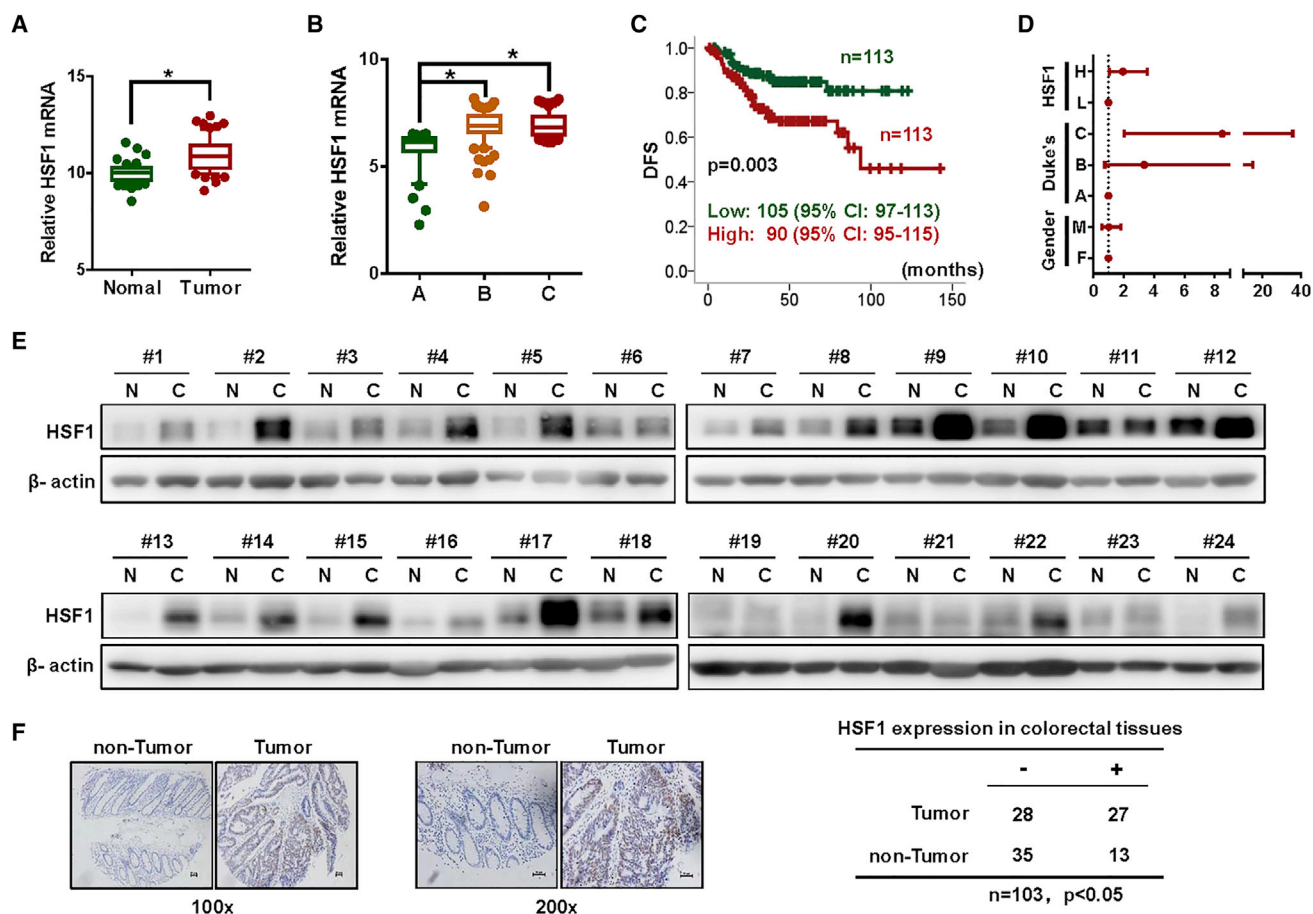 A
Relative HSF1 mRNA
15
10
5
*
Nomal Tumor
B
Relative HSF1 mRNA
10
5
0
*
*
A B C
C
DFS
1.0
0.8
0.6
0.4
0.2
0.0
n=113
n=113
p=0.003
Low: 105 (95% CI: 97-113)
High: 90 (95% CI: 95-115)
(months)
0 50 100 150
D
HSF1
H
L
Duke's
C
B
A
Gender
M
F
0 2 4 6 8 20 40
E
#1 #2 #3 #4 #5 #6 #7 #8 #9 #10 #11 #12
N C N C N C N C N C N C N C N C N C N C N C N C
HSF1
β- actin
#13 #14 #15 #16 #17 #18 #19 #20 #21 #22 #23 #24
N C N C N C N C N C N C N C N C N C N C N C N C
HSF1
β- actin
F
non-Tumor Tumor
100x
non-Tumor Tumor
200x
HSF1 expression in colorectal tissues
- +
Tumor 28 27
non-Tumor 35 13
n=103, p<0.05